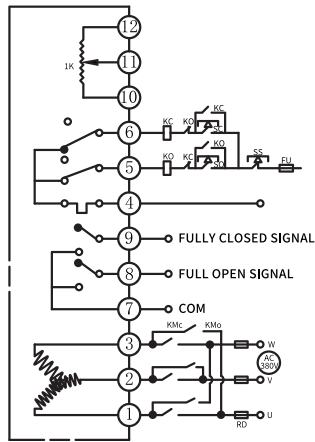 12
1K
11
10
KC
6
KC
KO
SC
SS
KO
FU
5
KO
KC
SO
4
9
FULLY CLOSED SIGNAL
8
FULL OPEN SIGNAL
7
COM
KMc
KMo
3
W
AC
380V
2
V
1
RD
U